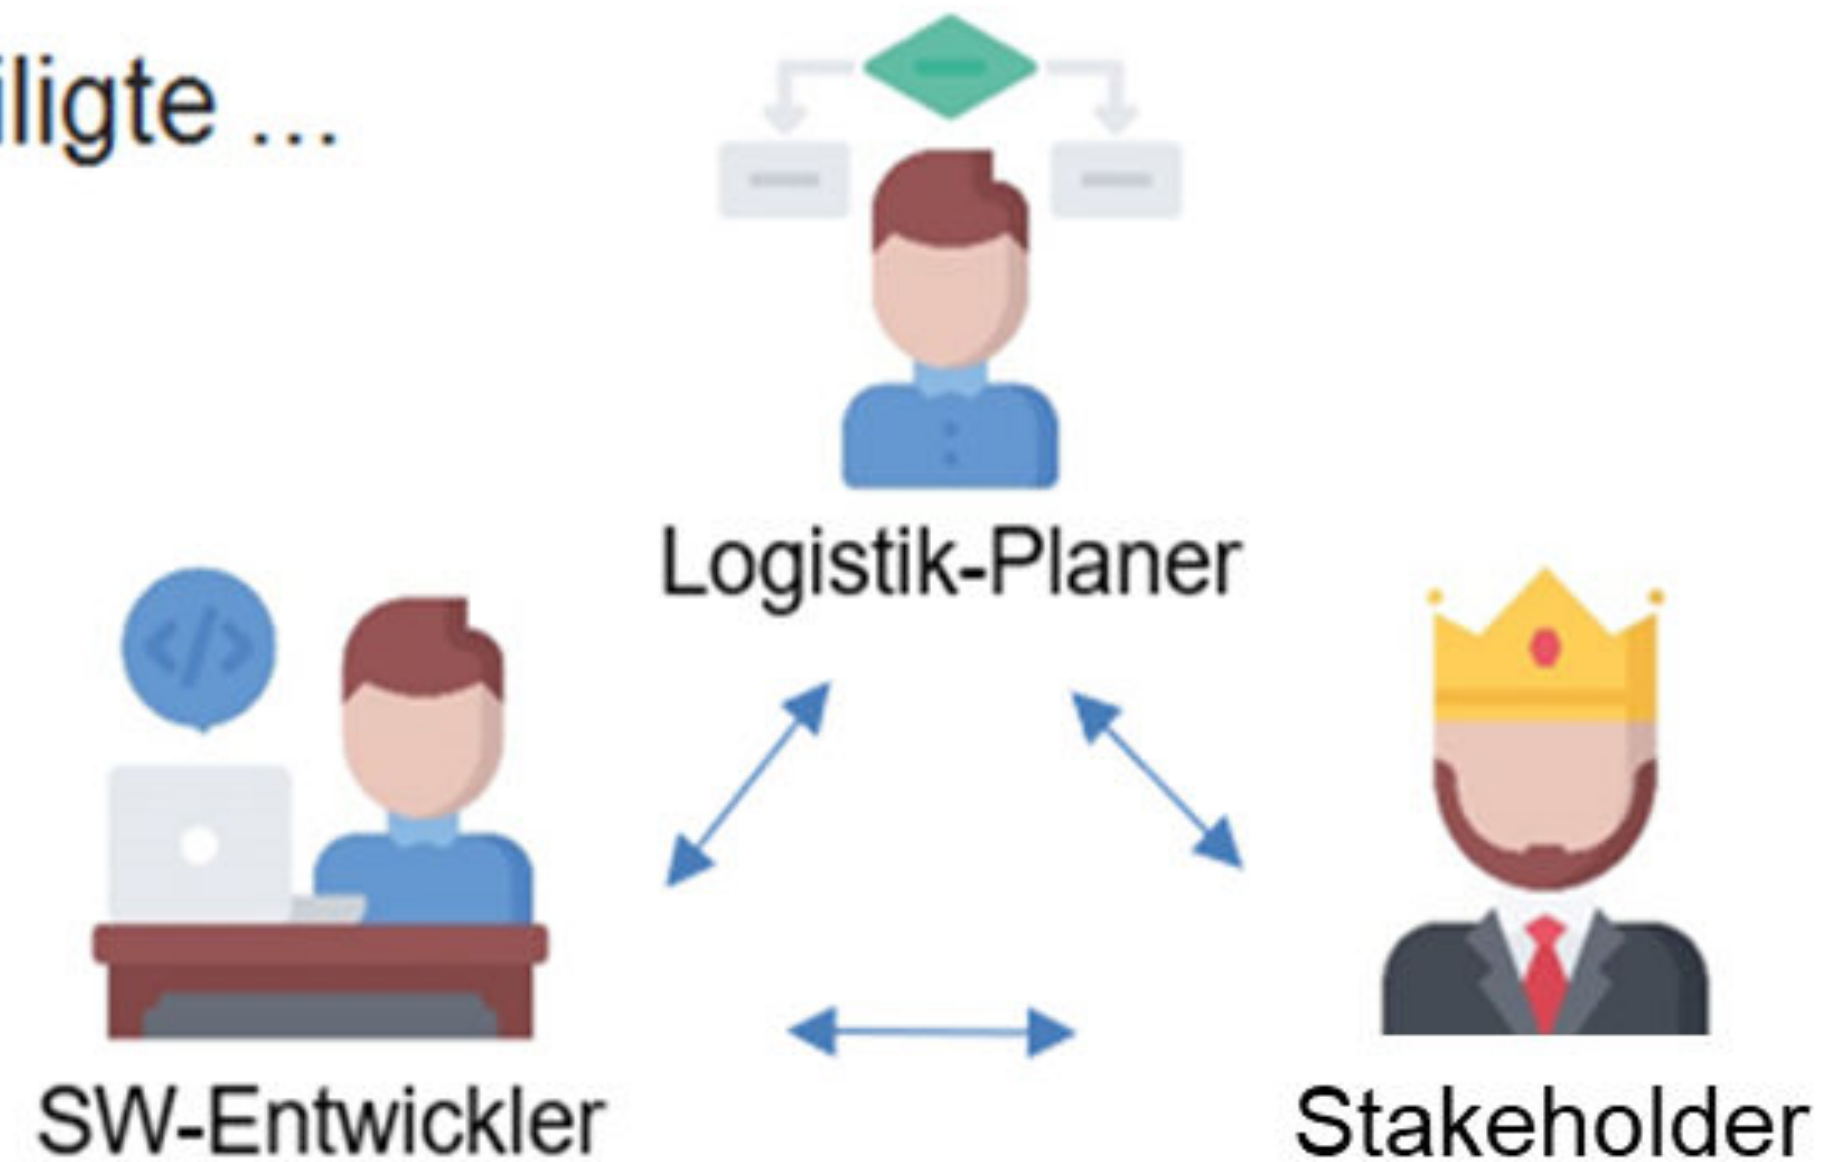 iligte ...
Logistik-Planer
</>
SW-Entwickler
Stakeholder